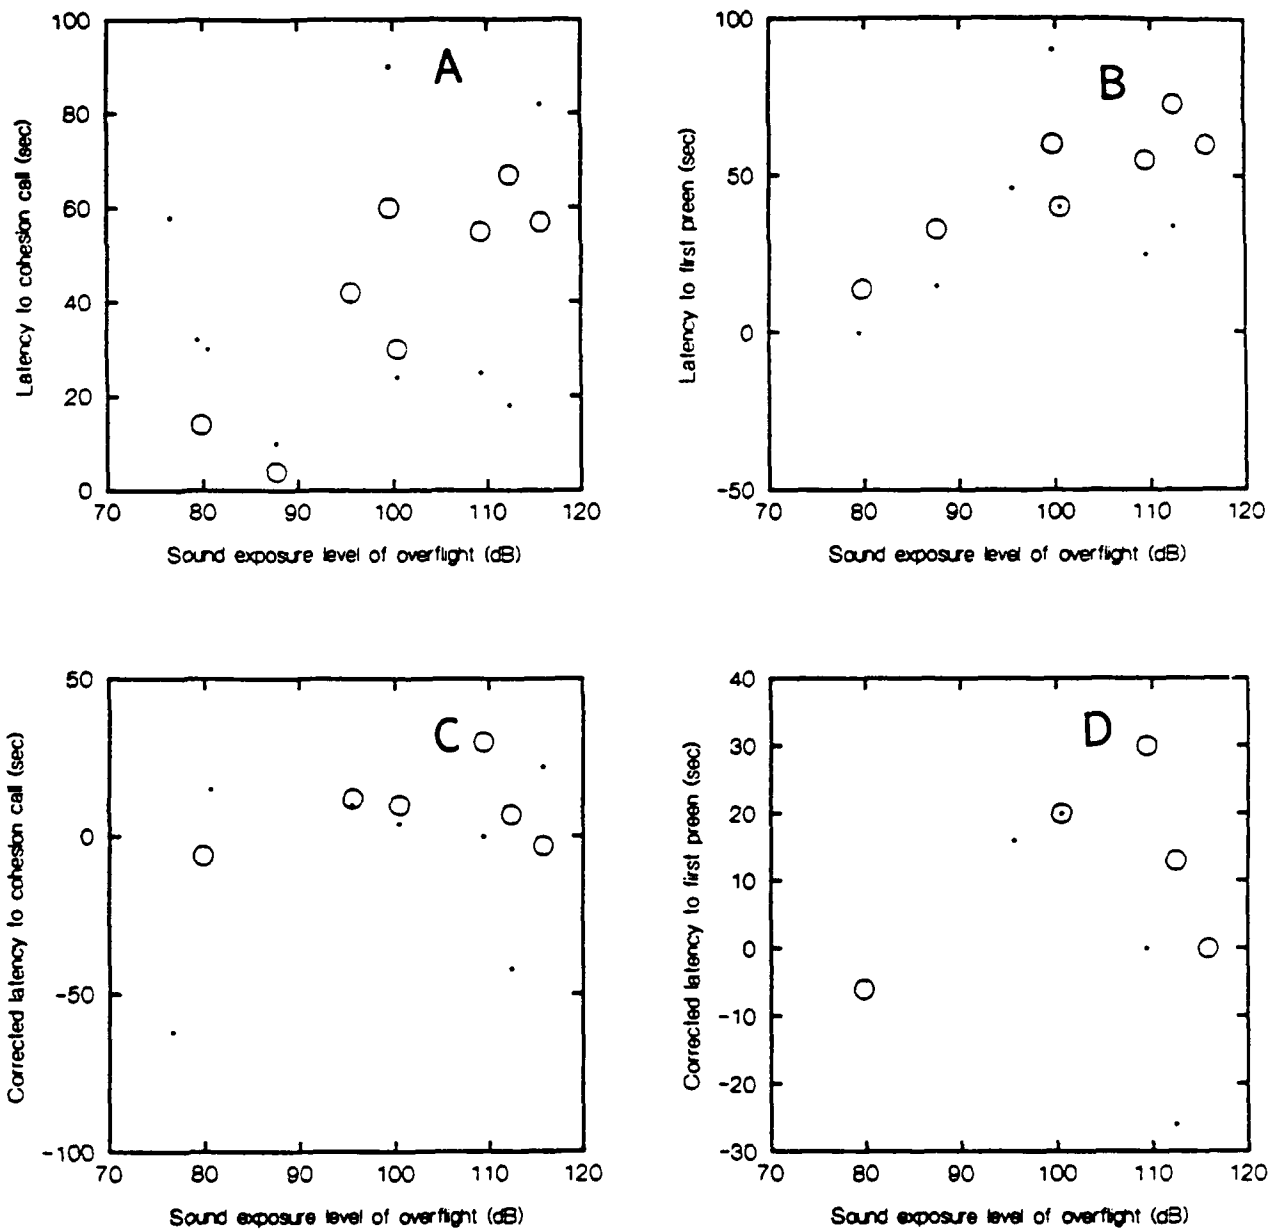 A
100
80
60
40
20
0
70 80 90 100 110 120
Latency to cohesion call (sec)
Sound exposure level of overflight (dB)
B
100
50
0
-50
70 80 90 100 110 120
Latency to first preen (sec)
Sound exposure level of overflight (dB)
C
50
0
-50
-100
70 80 90 100 110 120
Corrected latency to cohesion call (sec)
Sound exposure level of overflight (dB)
D
40
30
20
10
0
-10
-20
-30
70 80 90 100 110 120
Corrected latency to first preen (sec)
Sound exposure level of overflight (dB)